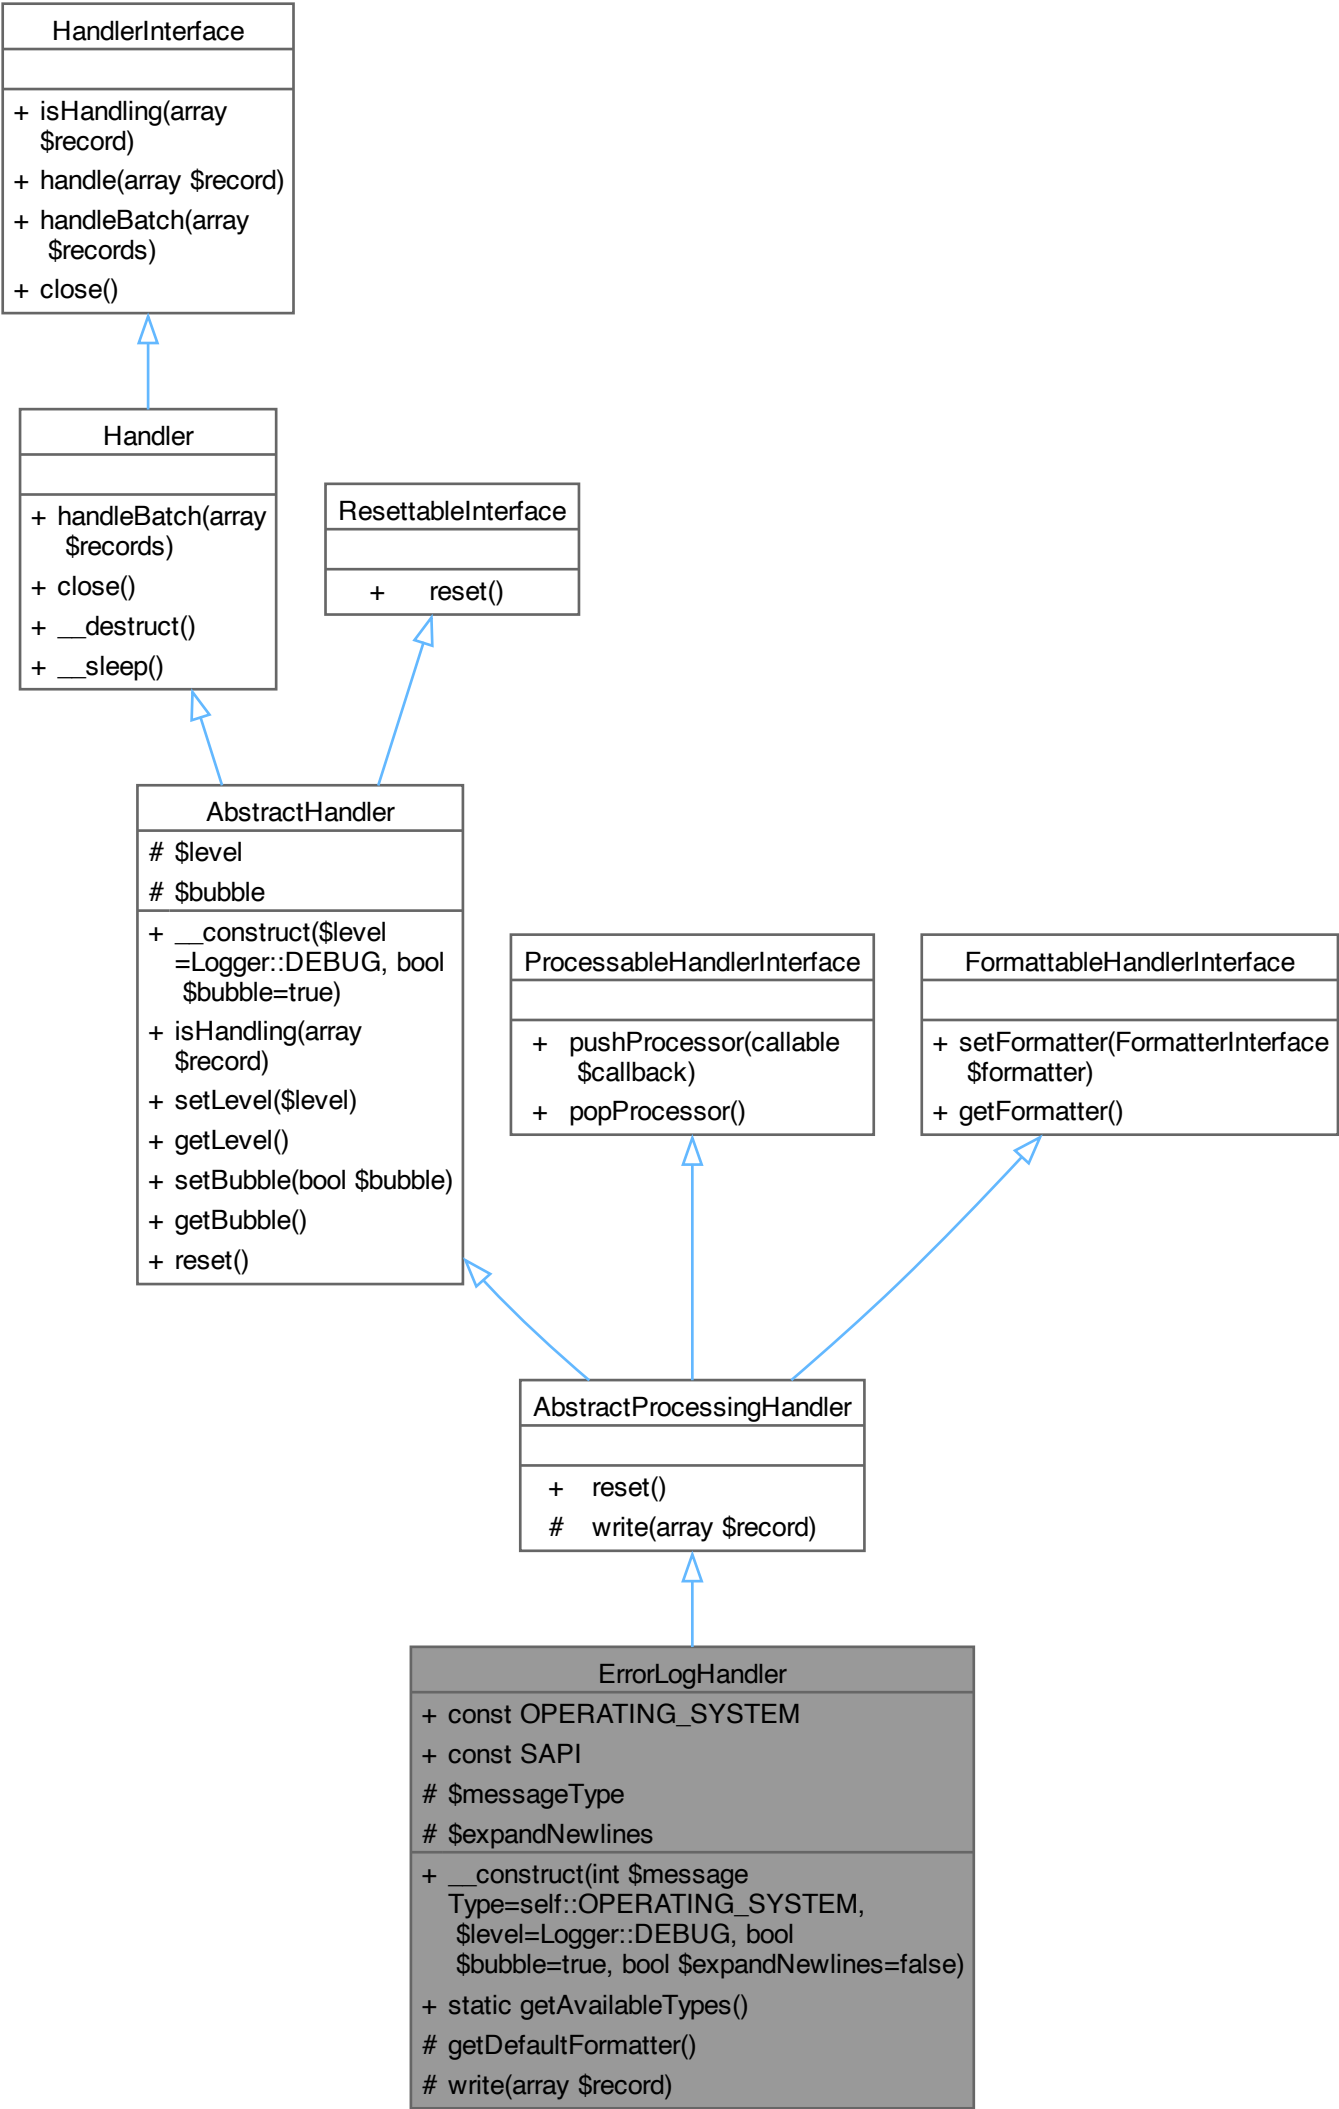 HandlerInterface
+ isHandling(array
$record)
+ handle(array $record)
+ handleBatch(array
$records)
+ close()
Handler
+ handleBatch(array
$records)
+ close()
+ __destruct()
+ __sleep()
ResettableInterface
+ reset()
AbstractHandler
# $level
# $bubble
+ __construct($level
=Logger::DEBUG, bool
$bubble=true)
+ isHandling(array
$record)
+ setLevel($level)
+ getLevel()
+ setBubble(bool $bubble)
+ getBubble()
+ reset()
ProcessableHandlerInterface
+ pushProcessor(callable
$callback)
+ popProcessor()
FormattableHandlerInterface
+ setFormatter(FormatterInterface
$formatter)
+ getFormatter()
AbstractProcessingHandler
+ reset()
# write(array $record)
ErrorLogHandler
+ const OPERATING_SYSTEM
+ const SAPI
# $messageType
# $expandNewlines
+ __construct(int $message
Type=self::OPERATING_SYSTEM,
$level=Logger::DEBUG, bool
$bubble=true, bool $expandNewlines=false)
+ static getAvailableTypes()
# getDefaultFormatter()
# write(array $record)